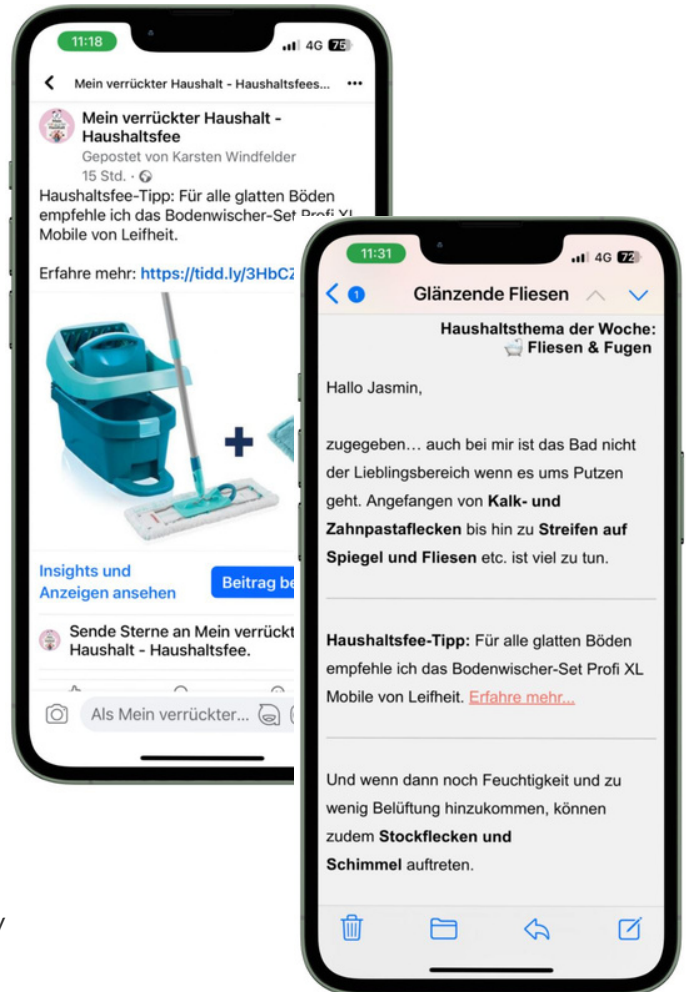 11:18
4G 75
Mein verrückter Haushalt - Haushaltsfees...
Mein verrückter Haushalt -
Haushaltsfee
Gepostet von Karsten Windfelder
15 Std.
Haushaltsfee-Tipp: Für alle glatten Böden
empfehle ich das Bodenwischer-Set Profi XL
Mobile von Leifheit.
Erfahre mehr: https://tidd.ly/3HbCZ
Insights und
Anzeigen ansehen
Beitrag be
Sende Sterne an Mein verrückt
Haushalt - Haushaltsfee.
Als Mein verrückter...
11:31
4G 72
1
Glänzende Fliesen
Haushaltsthema der Woche:
🛁 Fliesen & Fugen
Hallo Jasmin,
zugegeben… auch bei mir ist das Bad nicht
der Lieblingsbereich wenn es ums Putzen
geht. Angefangen von Kalk- und
Zahnpastaflecken bis hin zu Streifen auf
Spiegel und Fliesen etc. ist viel zu tun.
Haushaltsfee-Tipp: Für alle glatten Böden
empfehle ich das Bodenwischer-Set Profi XL
Mobile von Leifheit. Erfahre mehr...
Und wenn dann noch Feuchtigkeit und zu
wenig Belüftung hinzukommen, können
zudem Stockflecken und
Schimmel auftreten.